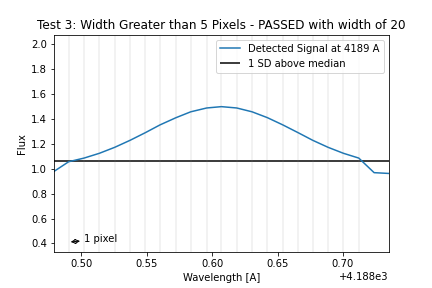 Test 3: Width Greater than 5 Pixels - PASSED with width of 20
Detected Signal at 4189 A
1 SD above median
2.0
1.8
1.6
1.4
1.2
1.0
0.8
0.6
0.4
Flux
1 pixel
0.50 0.55 0.60 0.65 0.70
Wavelength [A]
+4.188e3